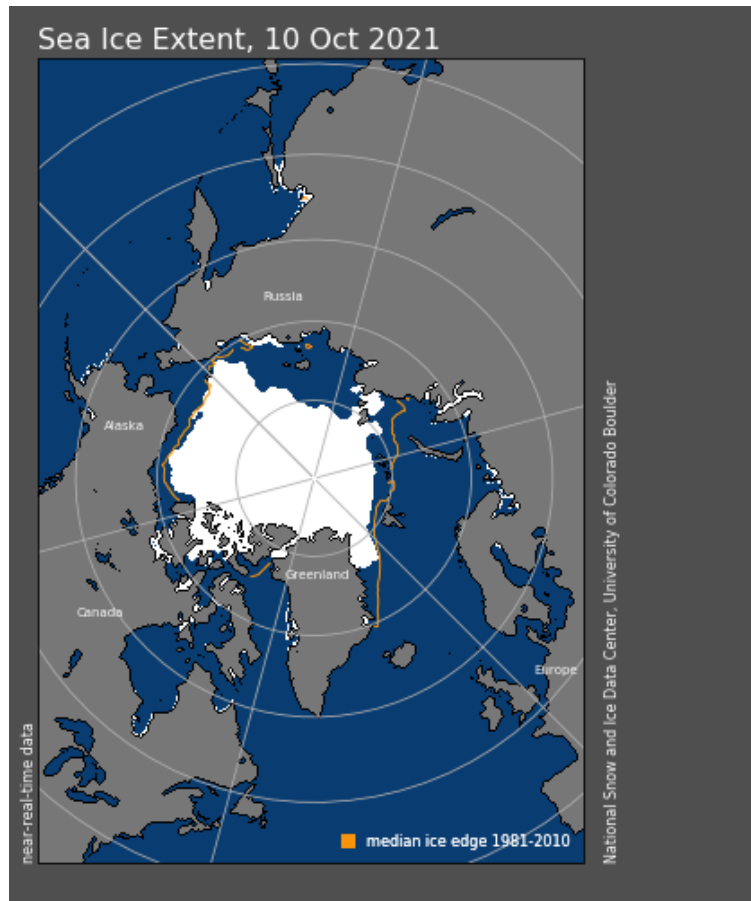 Sea Ice Extent, 10 Oct 2021
Russia
Alaska
Greenland
Canada
Europe
near-real-time data
National Snow and Ice Data Center, University of Colorado Boulder
median ice edge 1981-2010